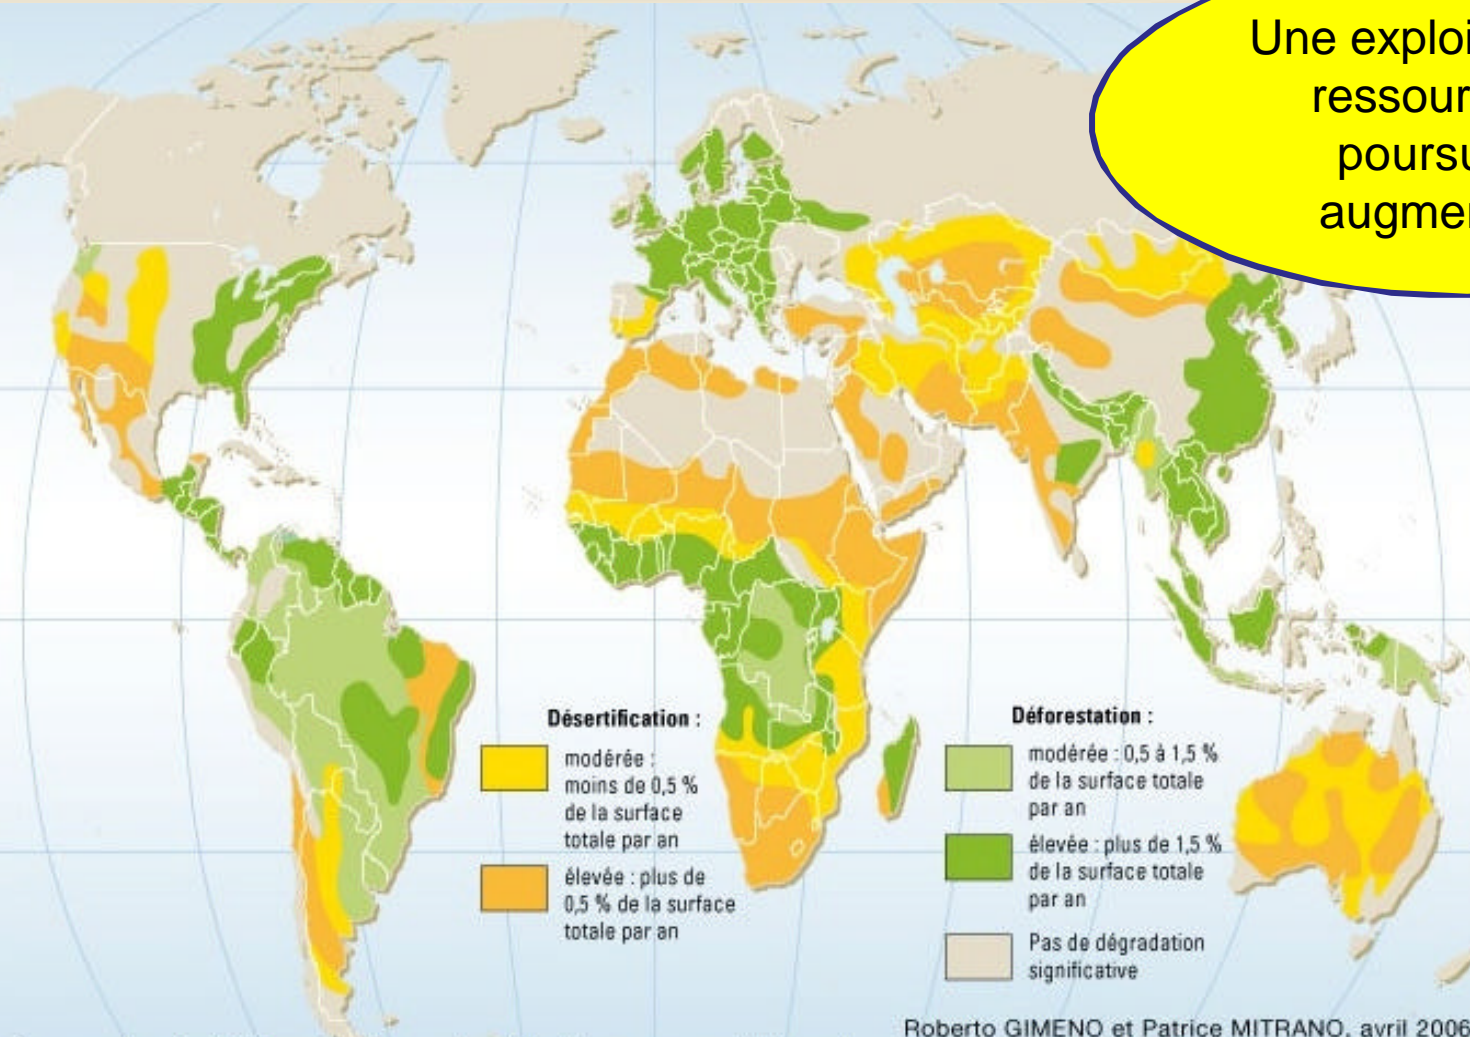 Une exploi
ressour
poursu
augmer
Désertification :
modérée :
moins de 0,5 %
de la surface
totale par an
élevée : plus de
0,5 % de la surface
totale par an
Déforestation :
modérée : 0,5 à 1,5 %
de la surface totale
par an
élevée : plus de 1,5 %
de la surface totale
par an
Pas de dégradation
significative
Roberto GIMENO et Patrice MITRANO, avril 2006